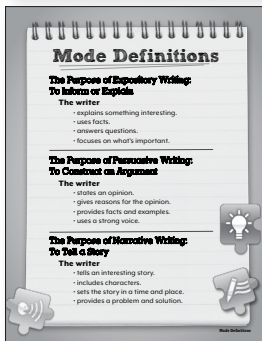 Mode Definitions
The Purpose of Expository Writing:
To Inform or Explain
The writer
· explains something interesting.
· uses facts.
· answers questions.
· focuses on what's important.
The Purpose of Persuasive Writing:
To Construct an Argument
The writer
· states an opinion.
· gives reasons for the opinion.
· provides facts and examples.
· uses a strong voice.
The Purpose of Narrative Writing:
To Tell a Story
The writer
· tells an interesting story.
· includes characters.
· sets the story in a time and place.
· provides a problem and solution.
Mode Definitions